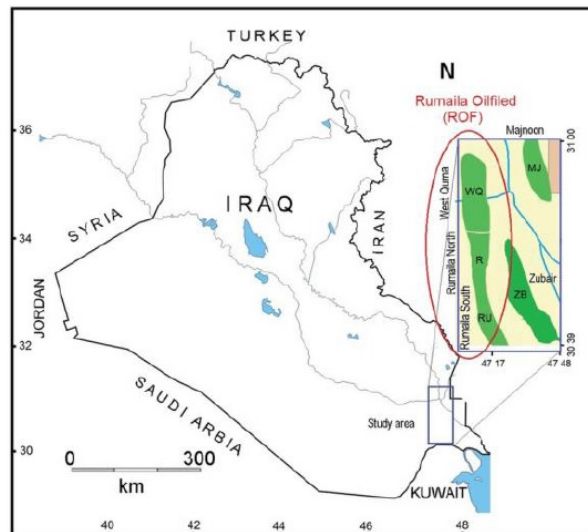 TURKEY
N
Rumaila Oilfiled
(ROF)
Majnoon
31 00
36
West Qurna
WQ
MJ
SYRIA
IRAQ
IRAN
34
Rumaila North
R
Zubair
ZB
JORDAN
Rumaila South
RU
30 39
47 17
47 48
32
SAUDI ARBIA
Study area
30
0
300
km
KUWAIT
40
42
44
46
48